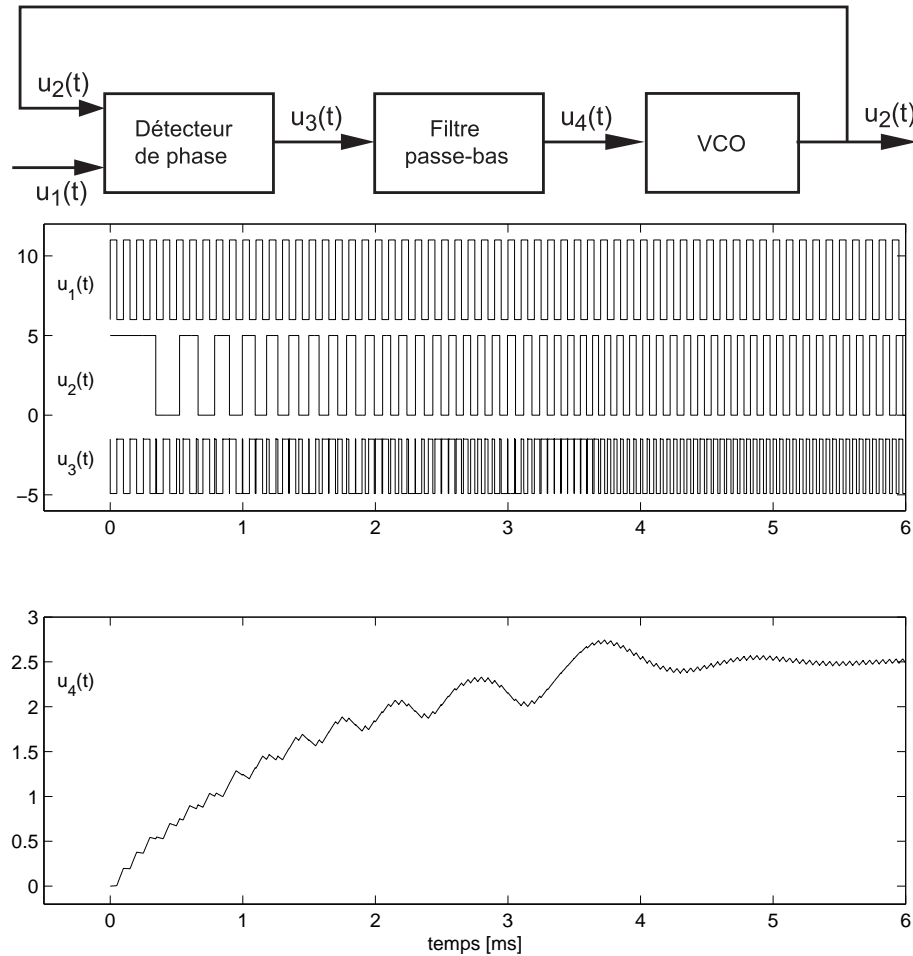 u2(t)
u1(t)
Détecteur
de phase
u3(t)
Filtre
passe-bas
u4(t)
VCO
u2(t)
10
u1(t)
5
u2(t)
0
u3(t)
−5
0 1 2 3 4 5 6
3
2.5
u4(t)
2
1.5
1
0.5
0
0 1 2 3 4 5 6
temps [ms]